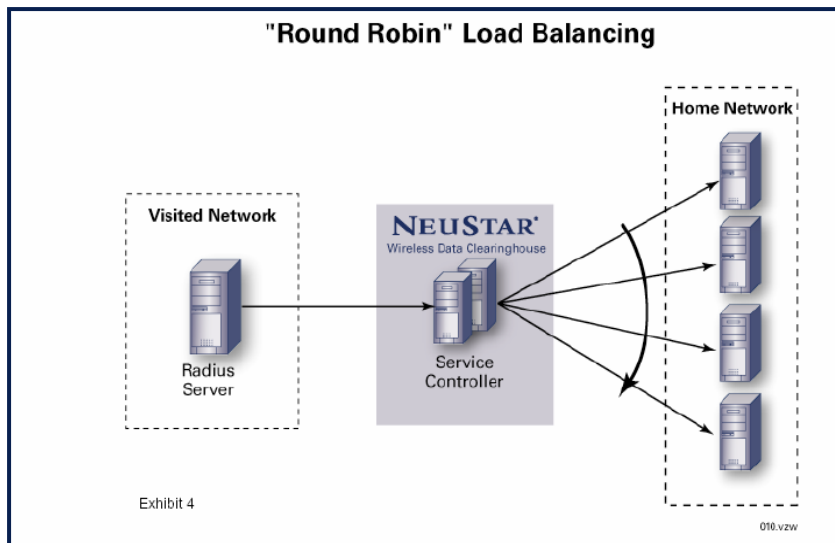 "Round Robin" Load Balancing
Home Network
Visited Network
NEUSTAR
Wireless Data Clearinghouse
Radius
Server
Service
Controller
Exhibit 4
010.vzw